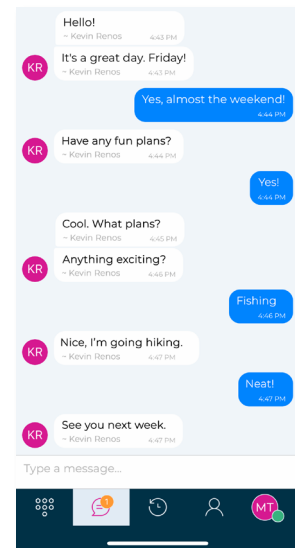 Hello!
~ Kevin Renos 4:43 PM
KR
It's a great day. Friday!
~ Kevin Renos 4:43 PM
Yes, almost the weekend!
4:44 PM
KR
Have any fun plans?
~ Kevin Renos 4:44 PM
Yes!
4:44 PM
Cool. What plans?
~ Kevin Renos 4:45 PM
KR
Anything exciting?
~ Kevin Renos 4:46 PM
Fishing
4:46 PM
KR
Nice, I'm going hiking.
~ Kevin Renos 4:47 PM
Neat!
4:47 PM
KR
See you next week.
~ Kevin Renos 4:47 PM
Type a message...
1
MT